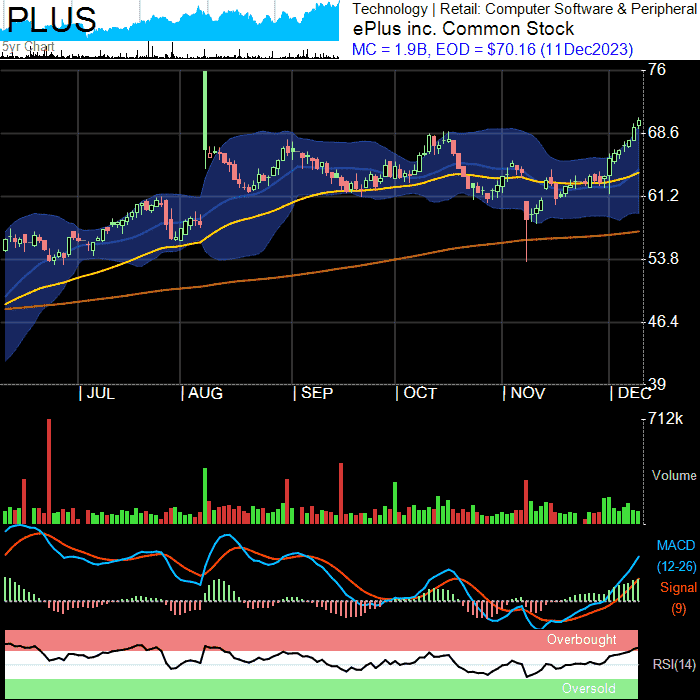 PLUS
5yr Chart
Technology | Retail: Computer Software & Peripheral
ePlus inc. Common Stock
MC = 1.9B, EOD = $70.16 (11Dec2023)
76
68.6
61.2
53.8
46.4
39
JUL
AUG
SEP
OCT
NOV
DEC
712k
Volume
MACD
(12-26)
Signal
(9)
Overbought
RSI(14)
Oversold